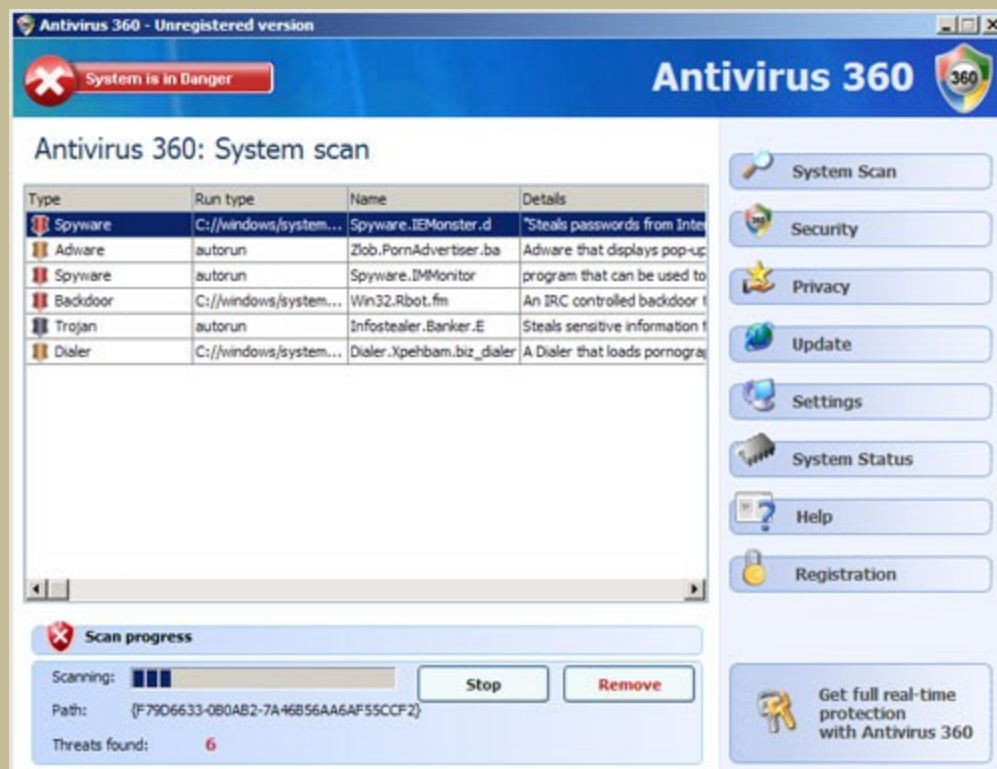 Antivirus 360 - Unregistered version
System is in Danger
Antivirus 360
360
Antivirus 360: System scan
Type Run type Name Details
Spyware C://windows/system... Spyware.IEMonster.d "Steals passwords from Inte
Adware autorun Zlob.PornAdvertiser.ba Adware that displays pop-up
Spyware autorun Spyware.IMMonitor program that can be used to
Backdoor C://windows/system... Win32.Rbot.fm An IRC controlled backdoor t
Trojan autorun Infostealer.Banker.E Steals sensitive information f
Dialer C://windows/system... Dialer.Xpehbam.biz_dialer A Dialer that loads pornogra
System Scan
Security
Privacy
Update
Settings
System Status
Help
Registration
Scan progress
Scanning:
Stop
Remove
Path: {F79D6633-0B0AB2-7A46B56AA6AF55CCF2}
Threats found: 6
Get full real-time
protection
with Antivirus 360